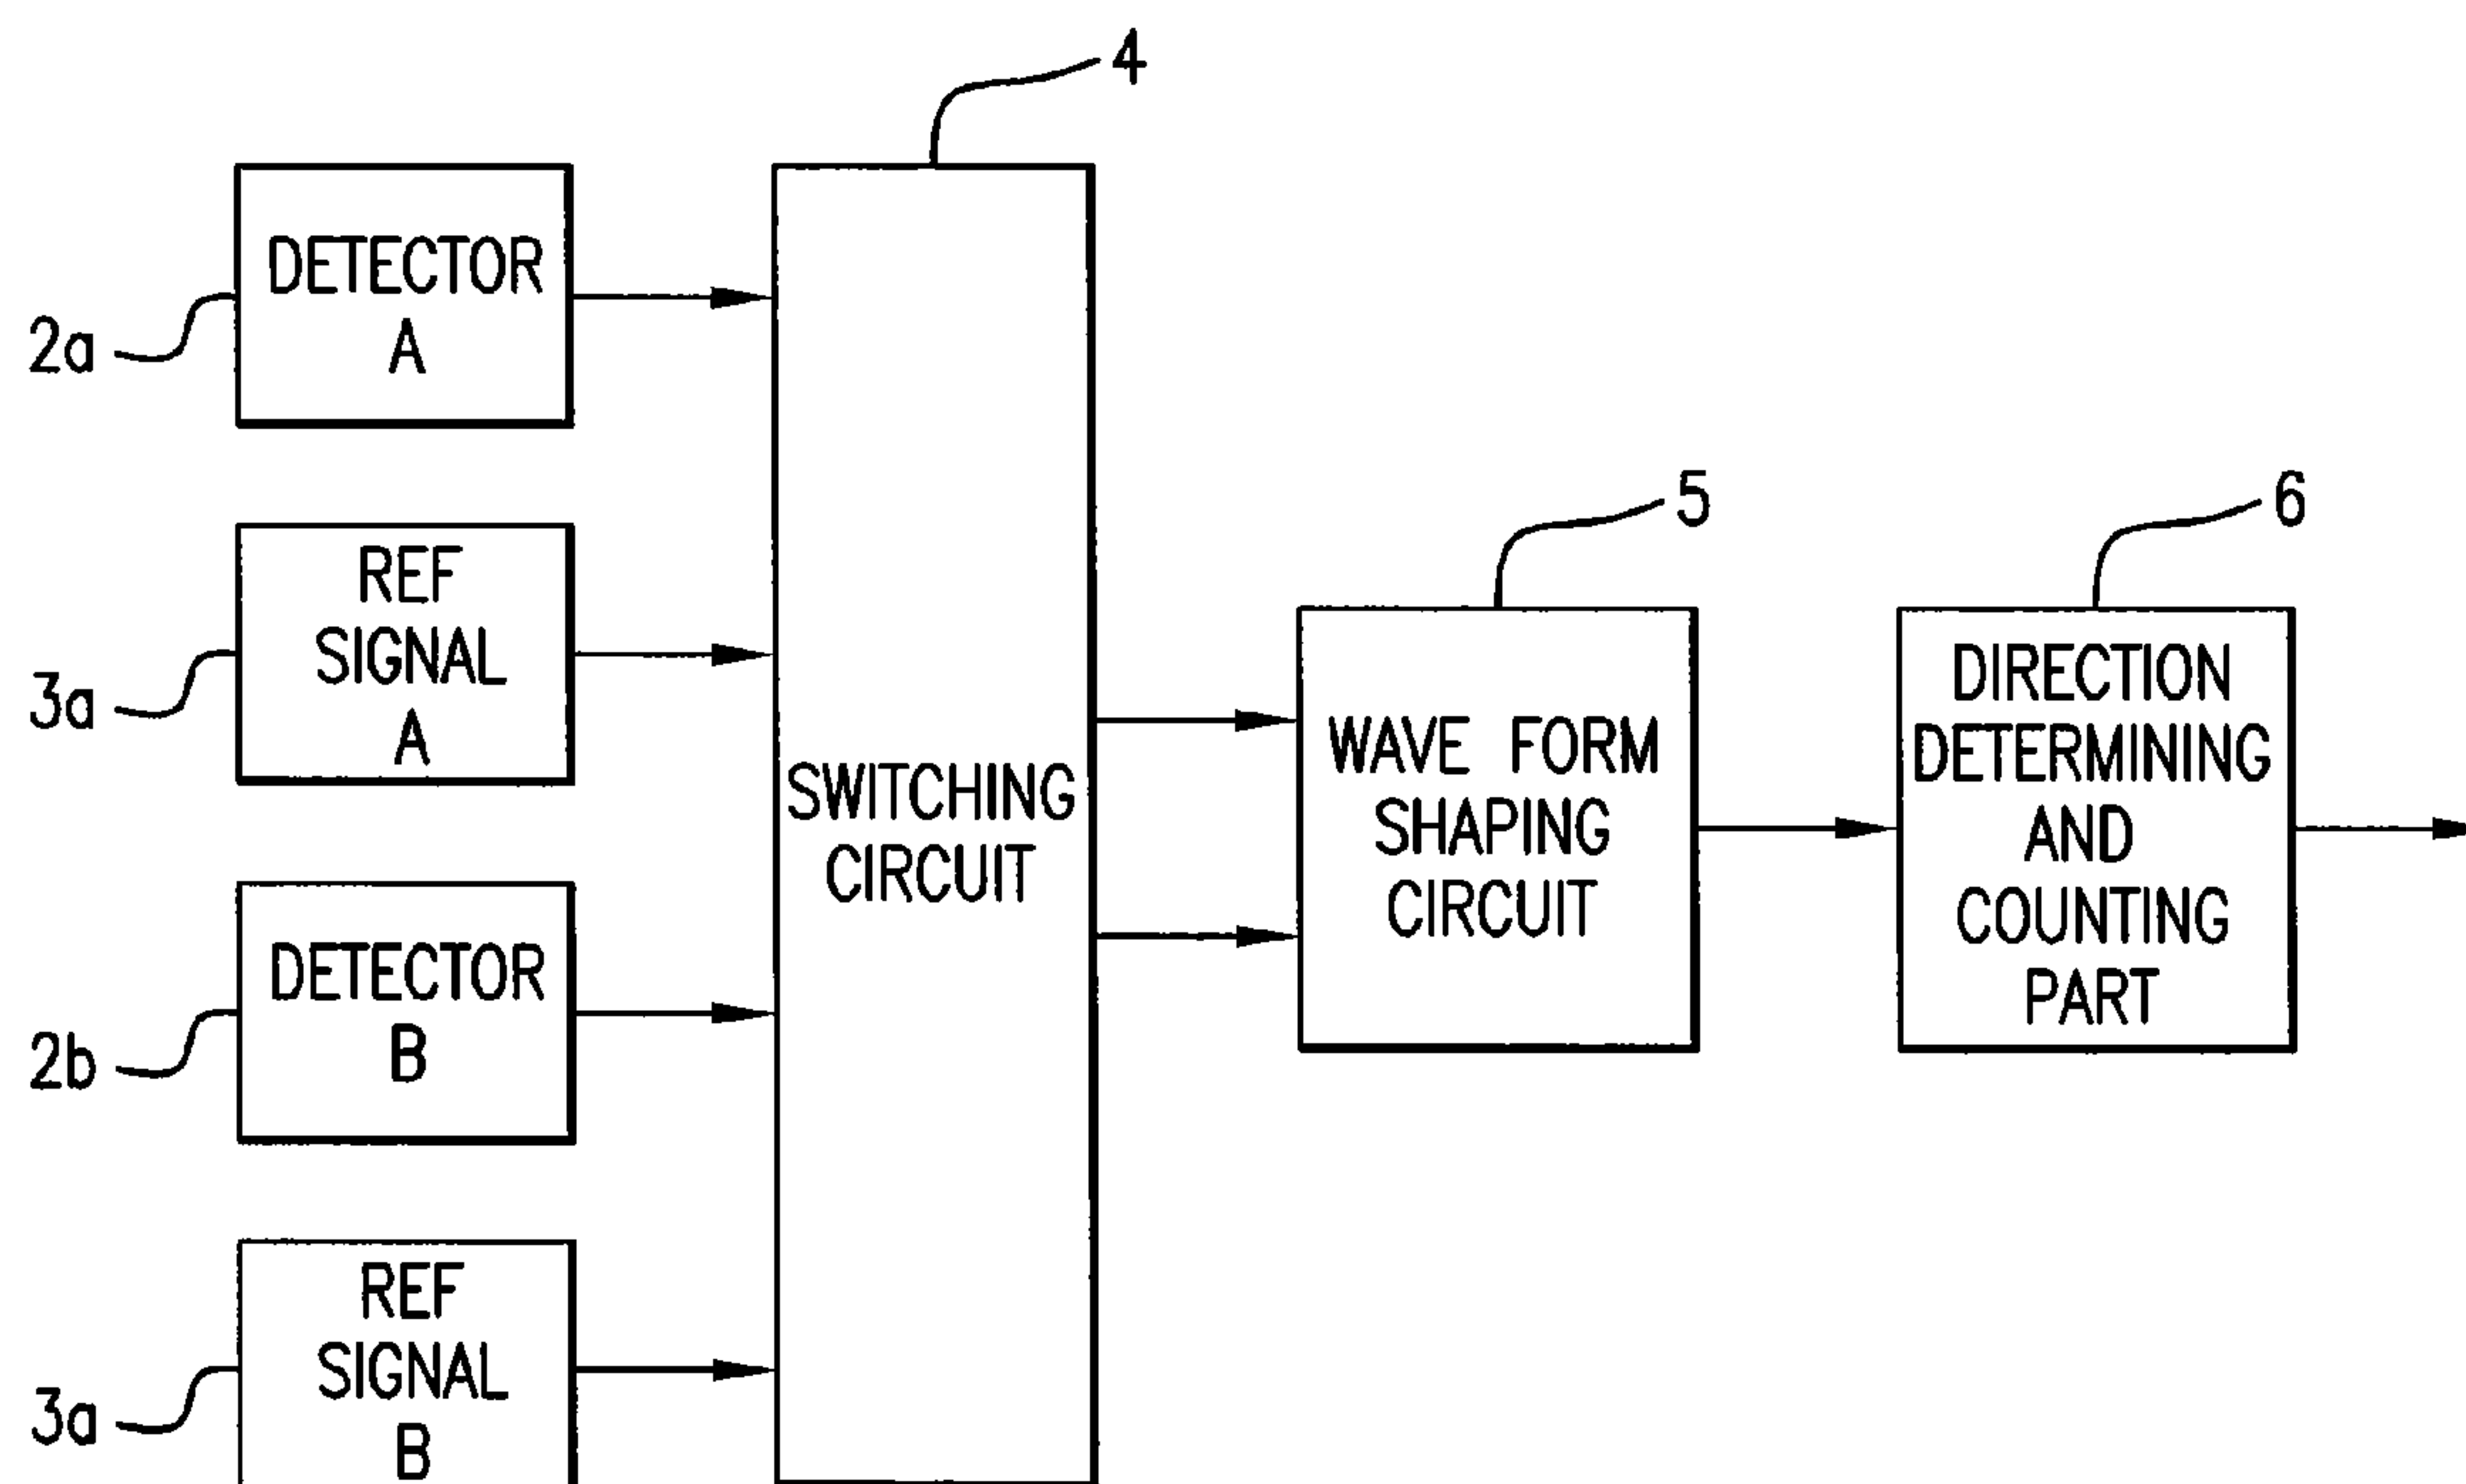 4
DETECTOR
A
2a
REF
SIGNAL
A
3a
SWITCHING
CIRCUIT
5
WAVE FORM
SHAPING
CIRCUIT
6
DIRECTION
DETERMINING
AND
COUNTING
PART
DETECTOR
B
2b
REF
SIGNAL
B
3a